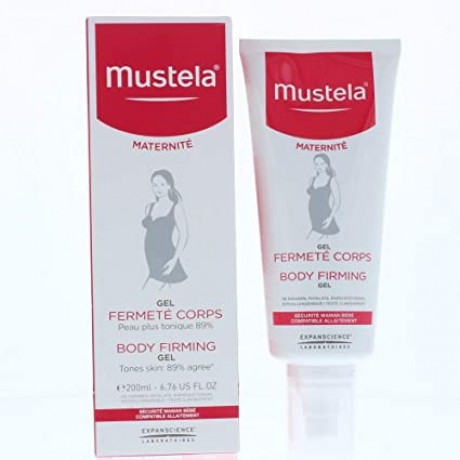 mustela®
MATERNITÉ
GEL
FERMETÉ CORPS
Peau plus tonique 89%
BODY FIRMING
GEL
Tones skin: 89% agree*
200ml - 6.76 US FL.OZ
SÉCURITÉ MAMAN BÉBÉ
COMPATIBLE ALLAITEMENT
EXPANSCIENCE®
LABORATOIRES
mustela®
MATERNITÉ
GEL
FERMETÉ CORPS
BODY FIRMING
GEL
SÉCURITÉ MAMAN BÉBÉ
COMPATIBLE ALLAITEMENT
EXPANSCIENCE®
LABORATOIRES